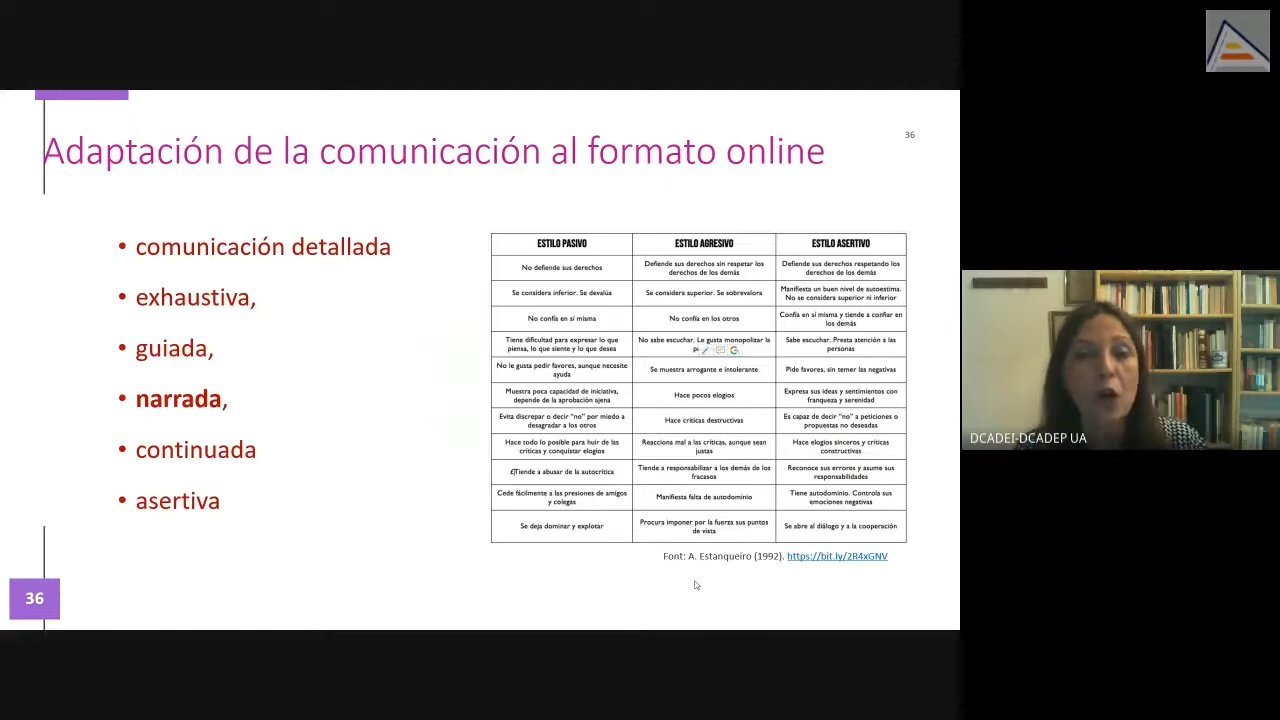 Adaptación de la comunicación al formato online
36
• comunicación detallada
• exhaustiva,
• guiada,
• narrada,
• continuada
• asertiva
ESTILO PASIVO
ESTILO AGRESIVO
ESTILO ASERTIVO
No defiende sus derechos
Defiende sus derechos sin respetar los
derechos de los demás
Defiende sus derechos respetando los
derechos de los demás
Se considera inferior. Se devalúa
Se considera superior. Se sobrevalora
Manifiesta un buen nivel de autoestima.
No se considera superior ni inferior
No confía en sí misma
No confía en los otros
Confía en sí misma y tiende a confiar en
los demás
Tiene dificultad para expresar lo que
piensa, lo que siente y lo que desea
No sabe escuchar. Le gusta monopolizar la
Sabe escuchar. Presta atención a las
personas
No le gusta pedir favores, aunque necesite
ayuda
Se muestra arrogante e intolerante
Pide favores, sin temer las negativas
Muestra poca capacidad de iniciativa,
depende de la aprobación ajena
Hace pocos elogios
Expresa sus ideas y sentimientos con
franqueza y serenidad
Evita discrepar o decir "no" por miedo a
desagradar a los otros
Hace críticas destructivas
Es capaz de decir "no" a peticiones o
propuestas no deseadas
Hace todo lo posible para huir de las
críticas y conquistar elogios
Reacciona mal a las críticas, aunque sean
justas
Hace elogios sinceros y críticas
constructivas
Tiende a abusar de la autocrítica
Tiende a responsabilizar a los demás de los
fracasos
Reconoce sus errores y asume sus
responsabilidades
Cede fácilmente a las presiones de amigos
y colegas
Manifiesta falta de autodominio
Tiene autodominio. Controla sus
emociones negativas
Se deja dominar y explotar
Procura imponer por la fuerza sus puntos
de vista
Se abre al diálogo y a la cooperación
Font: A. Estanqueiro (1992). https://bit.ly/2R4xGNV
36
DCADEI-DCADEP UA